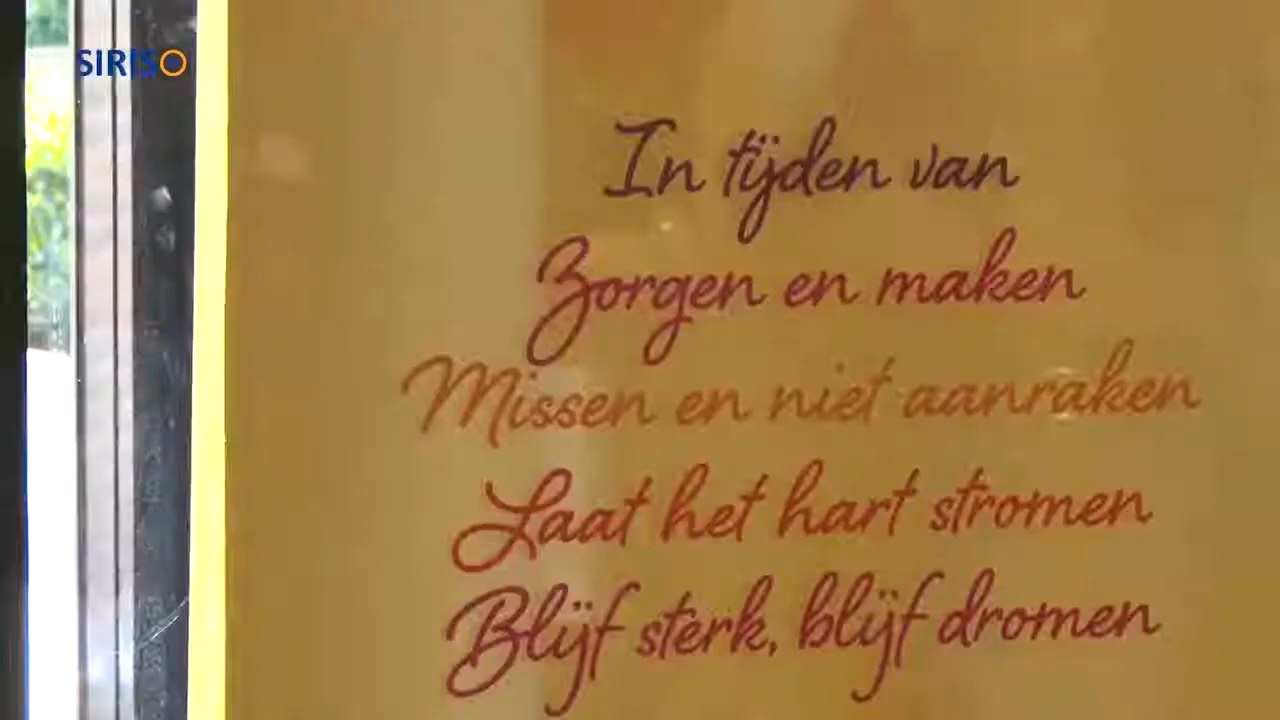 SIRISO
In tijden van
Zorgen en maken
Missen en niet aanraken
Laat het hart stromen
Blijf sterk, blijf dromen